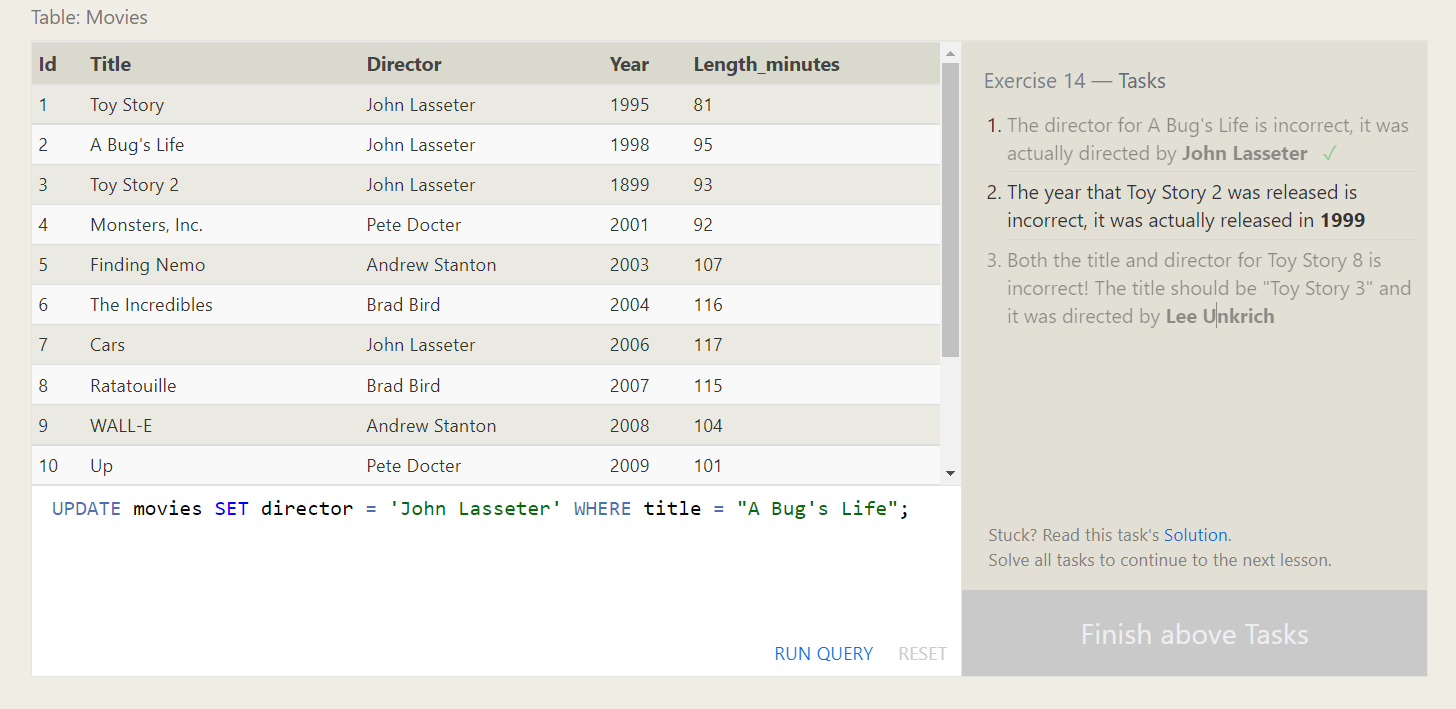 Table: Movies
Id Title Director Year Length_minutes
1 Toy Story John Lasseter 1995 81
2 A Bug's Life John Lasseter 1998 95
3 Toy Story 2 John Lasseter 1899 93
4 Monsters, Inc. Pete Docter 2001 92
5 Finding Nemo Andrew Stanton 2003 107
6 The Incredibles Brad Bird 2004 116
7 Cars John Lasseter 2006 117
8 Ratatouille Brad Bird 2007 115
9 WALL-E Andrew Stanton 2008 104
10 Up Pete Docter 2009 101
UPDATE movies SET director = 'John Lasseter' WHERE title = "A Bug's Life";
RUN QUERY RESET
Exercise 14 — Tasks
1. The director for A Bug's Life is incorrect, it was
actually directed by John Lasseter ✓
2. The year that Toy Story 2 was released is
incorrect, it was actually released in 1999
3. Both the title and director for Toy Story 8 is
incorrect! The title should be "Toy Story 3" and
it was directed by Lee Unkrich
Stuck? Read this task's Solution.
Solve all tasks to continue to the next lesson.
Finish above Tasks